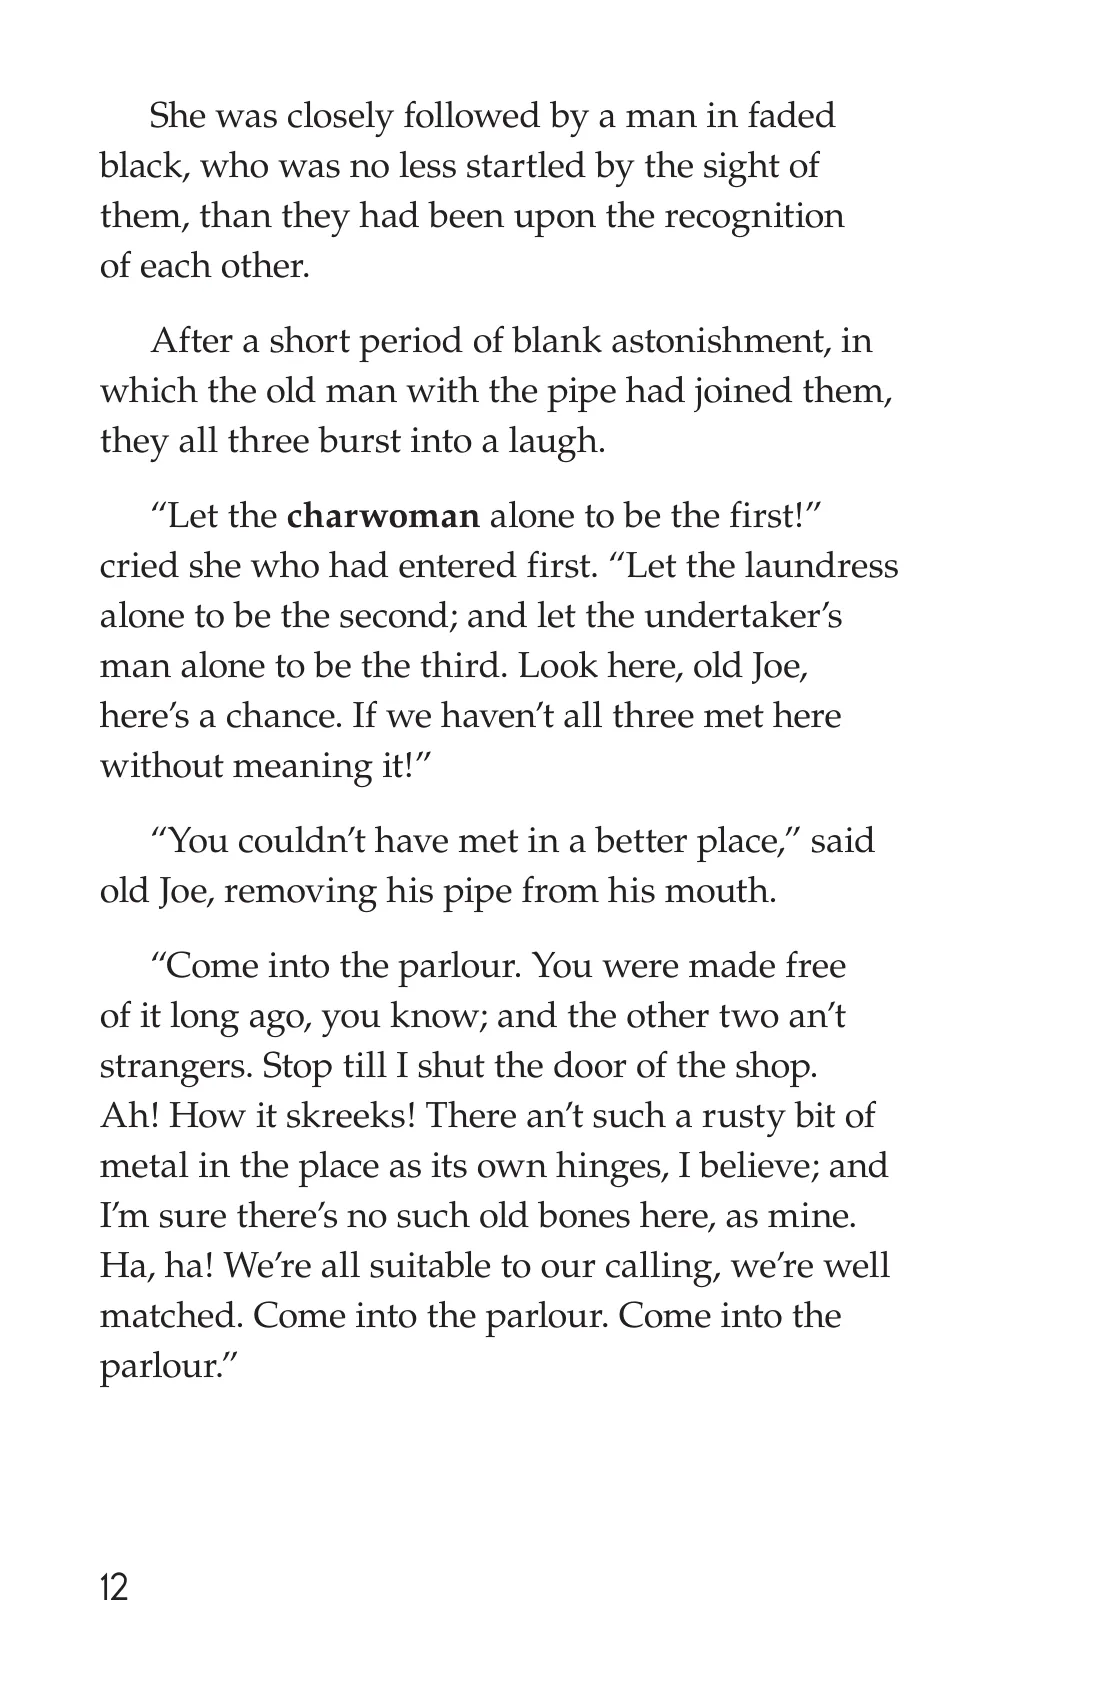 She was closely followed by a man in faded
black, who was no less startled by the sight of
them, than they had been upon the recognition
of each other.
After a short period of blank astonishment, in
which the old man with the pipe had joined them,
they all three burst into a laugh.
“Let the charwoman alone to be the first!”
cried she who had entered first. “Let the laundress
alone to be the second; and let the undertaker’s
man alone to be the third. Look here, old Joe,
here’s a chance. If we haven’t all three met here
without meaning it!”
“You couldn’t have met in a better place,” said
old Joe, removing his pipe from his mouth.
“Come into the parlour. You were made free
of it long ago, you know; and the other two an’t
strangers. Stop till I shut the door of the shop.
Ah! How it skreeks! There an’t such a rusty bit of
metal in the place as its own hinges, I believe; and
I’m sure there’s no such old bones here, as mine.
Ha, ha! We’re all suitable to our calling, we’re well
matched. Come into the parlour. Come into the
parlour.”
12